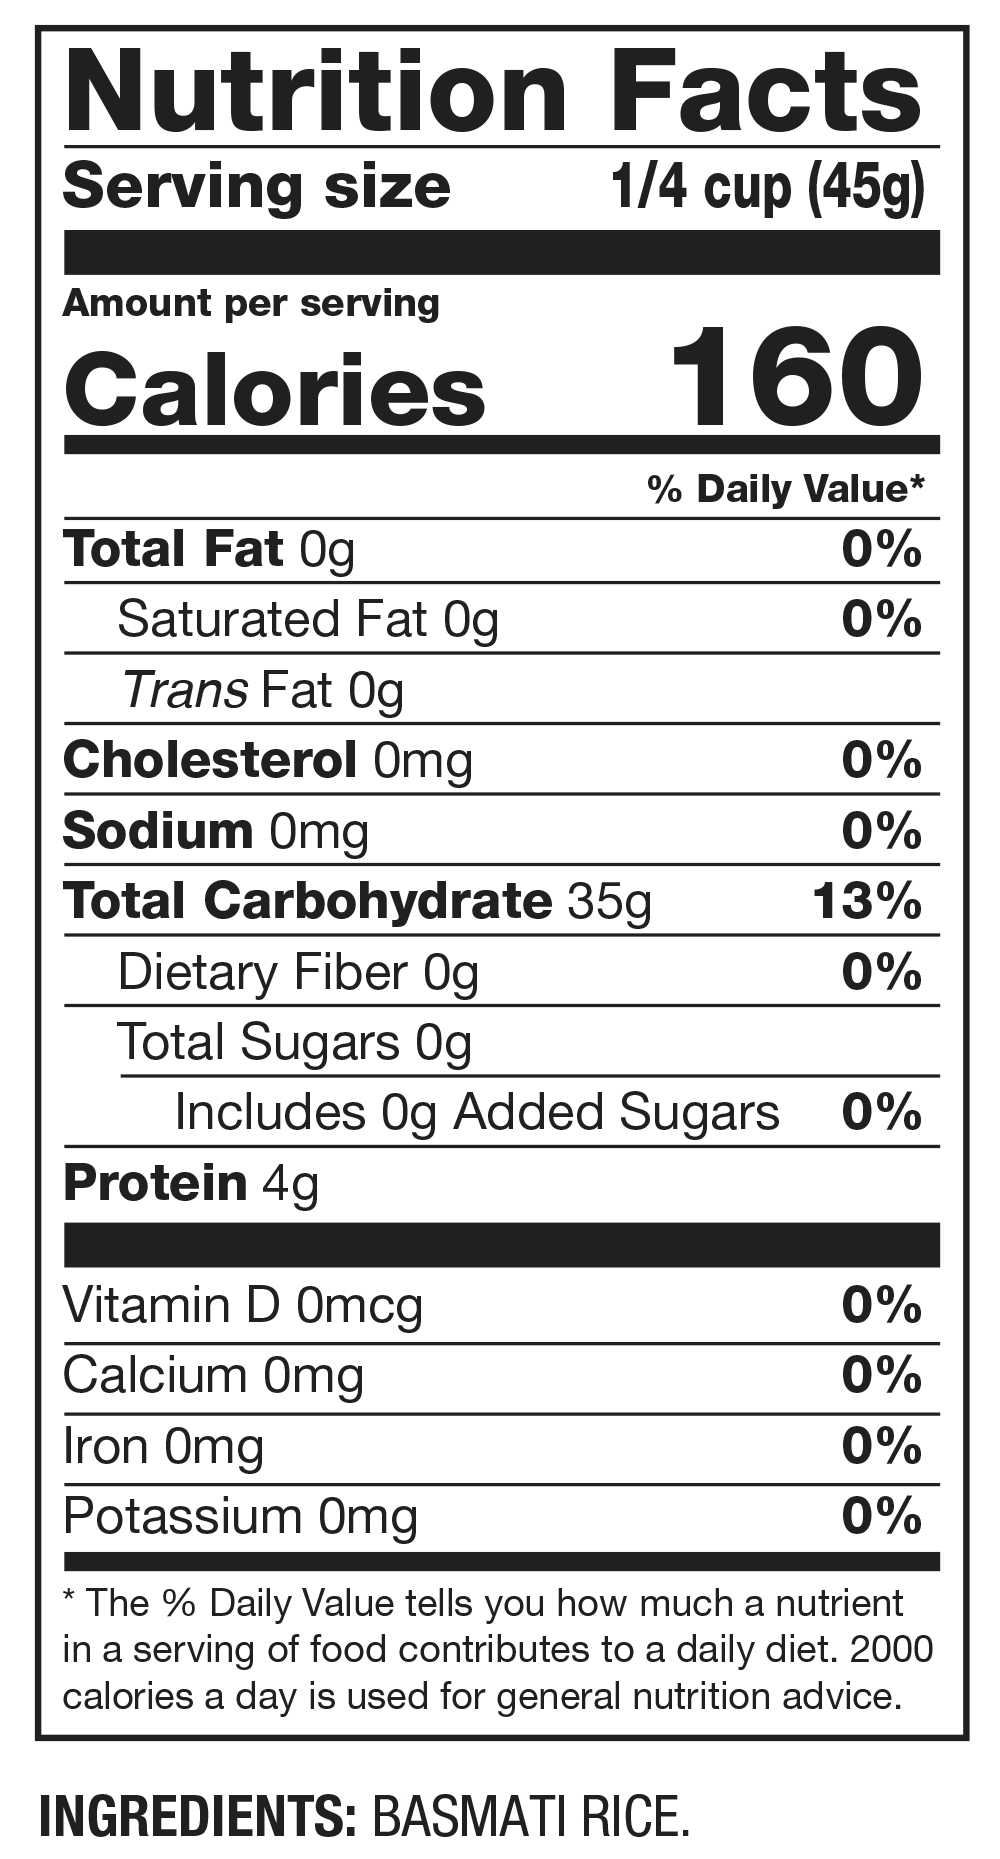 Nutrition Facts
Serving size 1/4 cup (45g)
Amount per serving
Calories 160
% Daily Value*
Total Fat 0g 0%
Saturated Fat 0g 0%
Trans Fat 0g
Cholesterol 0mg 0%
Sodium 0mg 0%
Total Carbohydrate 35g 13%
Dietary Fiber 0g 0%
Total Sugars 0g
Includes 0g Added Sugars 0%
Protein 4g
Vitamin D 0mcg 0%
Calcium 0mg 0%
Iron 0mg 0%
Potassium 0mg 0%
* The % Daily Value tells you how much a nutrient
in a serving of food contributes to a daily diet. 2000
calories a day is used for general nutrition advice.
INGREDIENTS: BASMATI RICE.